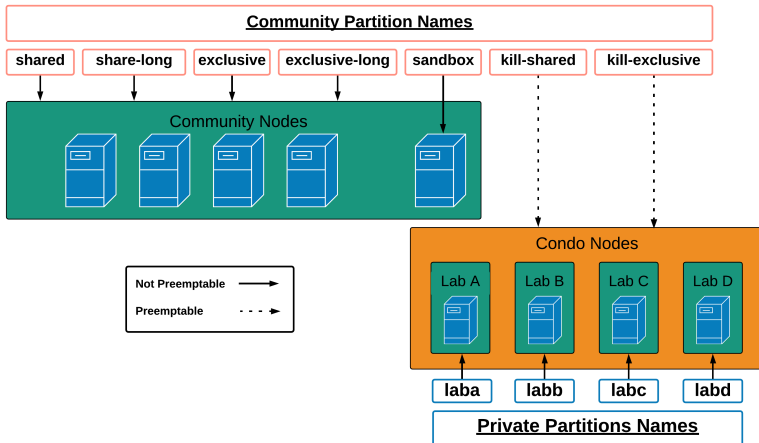 Community Partition Names
shared share-long exclusive exclusive-long sandbox kill-shared kill-exclusive
Community Nodes
Condo Nodes
Lab A Lab B Lab C Lab D
Not Preemptable
Preemptable
laba labb labc labd
Private Partitions Names